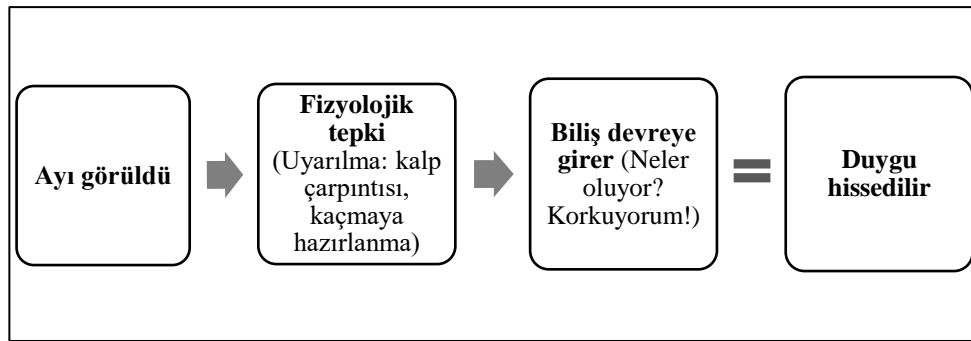 Ayı görüldü
Fizyolojik
tepki
(Uyarılma: kalp
çarpıntısı,
kaçmaya
hazırlanma)
Biliş devreye
girer (Neler
oluyor?
Korkuyorum!)
Duygu
hissedilir